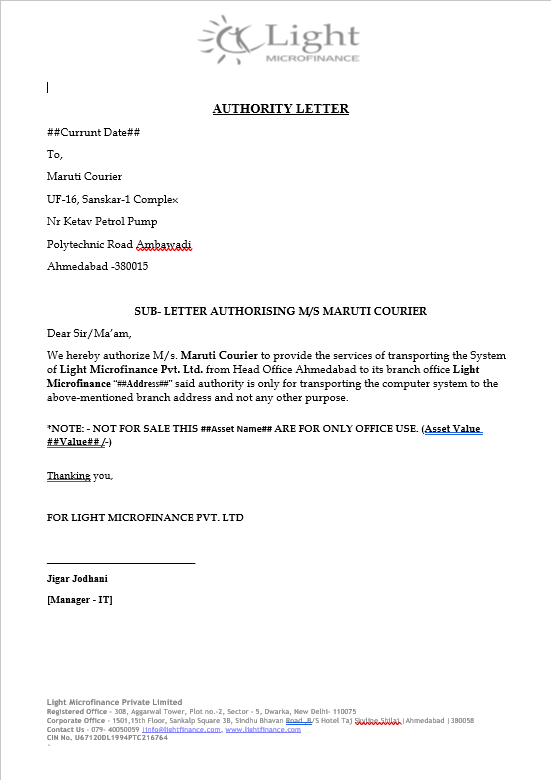 Light
MICROFINANCE
AUTHORITY LETTER
##Currunt Date##
To,
Maruti Courier
UF-16, Sanskar-1 Complex
Nr Ketav Petrol Pump
Polytechnic Road Ambawadi
Ahmedabad -380015
SUB- LETTER AUTHORISING M/S MARUTI COURIER
Dear Sir/Ma'am,
We hereby authorize M/s. Maruti Courier to provide the services of transporting the System
of Light Microfinance Pvt. Ltd. from Head Office Ahmedabad to its branch office Light
Microfinance "##Address##" said authority is only for transporting the computer system to the
above-mentioned branch address and not any other purpose.
*NOTE: - NOT FOR SALE THIS ##Asset Name## ARE FOR ONLY OFFICE USE. (Asset Value
##Value## /-)
Thanking you,
FOR LIGHT MICROFINANCE PVT. LTD
Jigar Jodhani
[Manager - IT]
Light Microfinance Private Limited
Registered Office - 308, Aggarwal Tower, Plot no.-2, Sector - 5, Dwarka, New Delhi- 110075
Corporate Office - 1501,15th Floor, Sankalp Square 3B, Sindhu Bhavan Road ,B/S Hotel Taj Skyline Shilaj |Ahmedabad |380058
Contact Us - 079- 40050059 |info@lightfinance.com, www.lightfinance.com
CIN No. U67120DL1994PTC216764